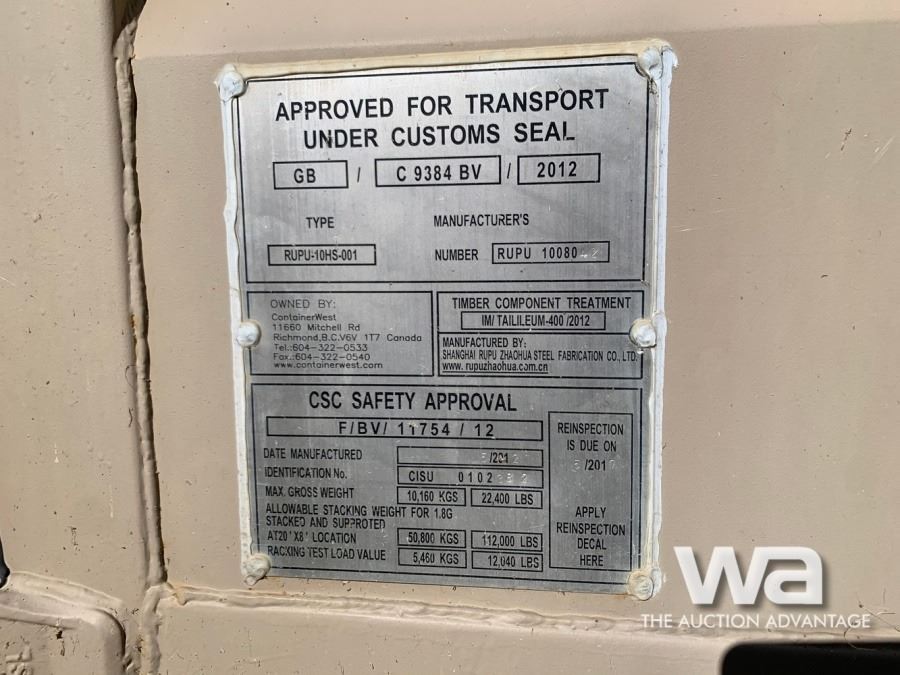 APPROVED FOR TRANSPORT
UNDER CUSTOMS SEAL
GB / C 9384 BV / 2012
TYPE MANUFACTURER'S
RUPU-10HS-001 NUMBER RUPU 10080
OWNED BY:
ContainerWest
11660 Mitchell Rd
Richmond,B.C.V6V 1T7 Canada
Tel.:604-322-0533
Fax.:604-322-0540
www.containerwest.com
TIMBER COMPONENT TREATMENT
IM/ TAILILEUM-400 /2012
MANUFACTURED BY:
SHANGHAI RUPU ZHAOHUA STEEL FABRICATION CO., LTD.
www.rupuzhaohua.com.cn
CSC SAFETY APPROVAL
F/BV/ 11754 / 12
DATE MANUFACTURED
IDENTIFICATION No. CISU 0102
MAX. GROSS WEIGHT 10,160 KGS 22,400 LBS
ALLOWABLE STACKING WEIGHT FOR 1.8G
STACKED AND SUPPROTED
AT20'X8' LOCATION 50,800 KGS 112,000 LBS
RACKING TEST LOAD VALUE 5,460 KGS 12,040 LBS
REINSPECTION
IS DUE ON
APPLY
REINSPECTION
DECAL
HERE
wa
THE AUCTION ADVANTAGE